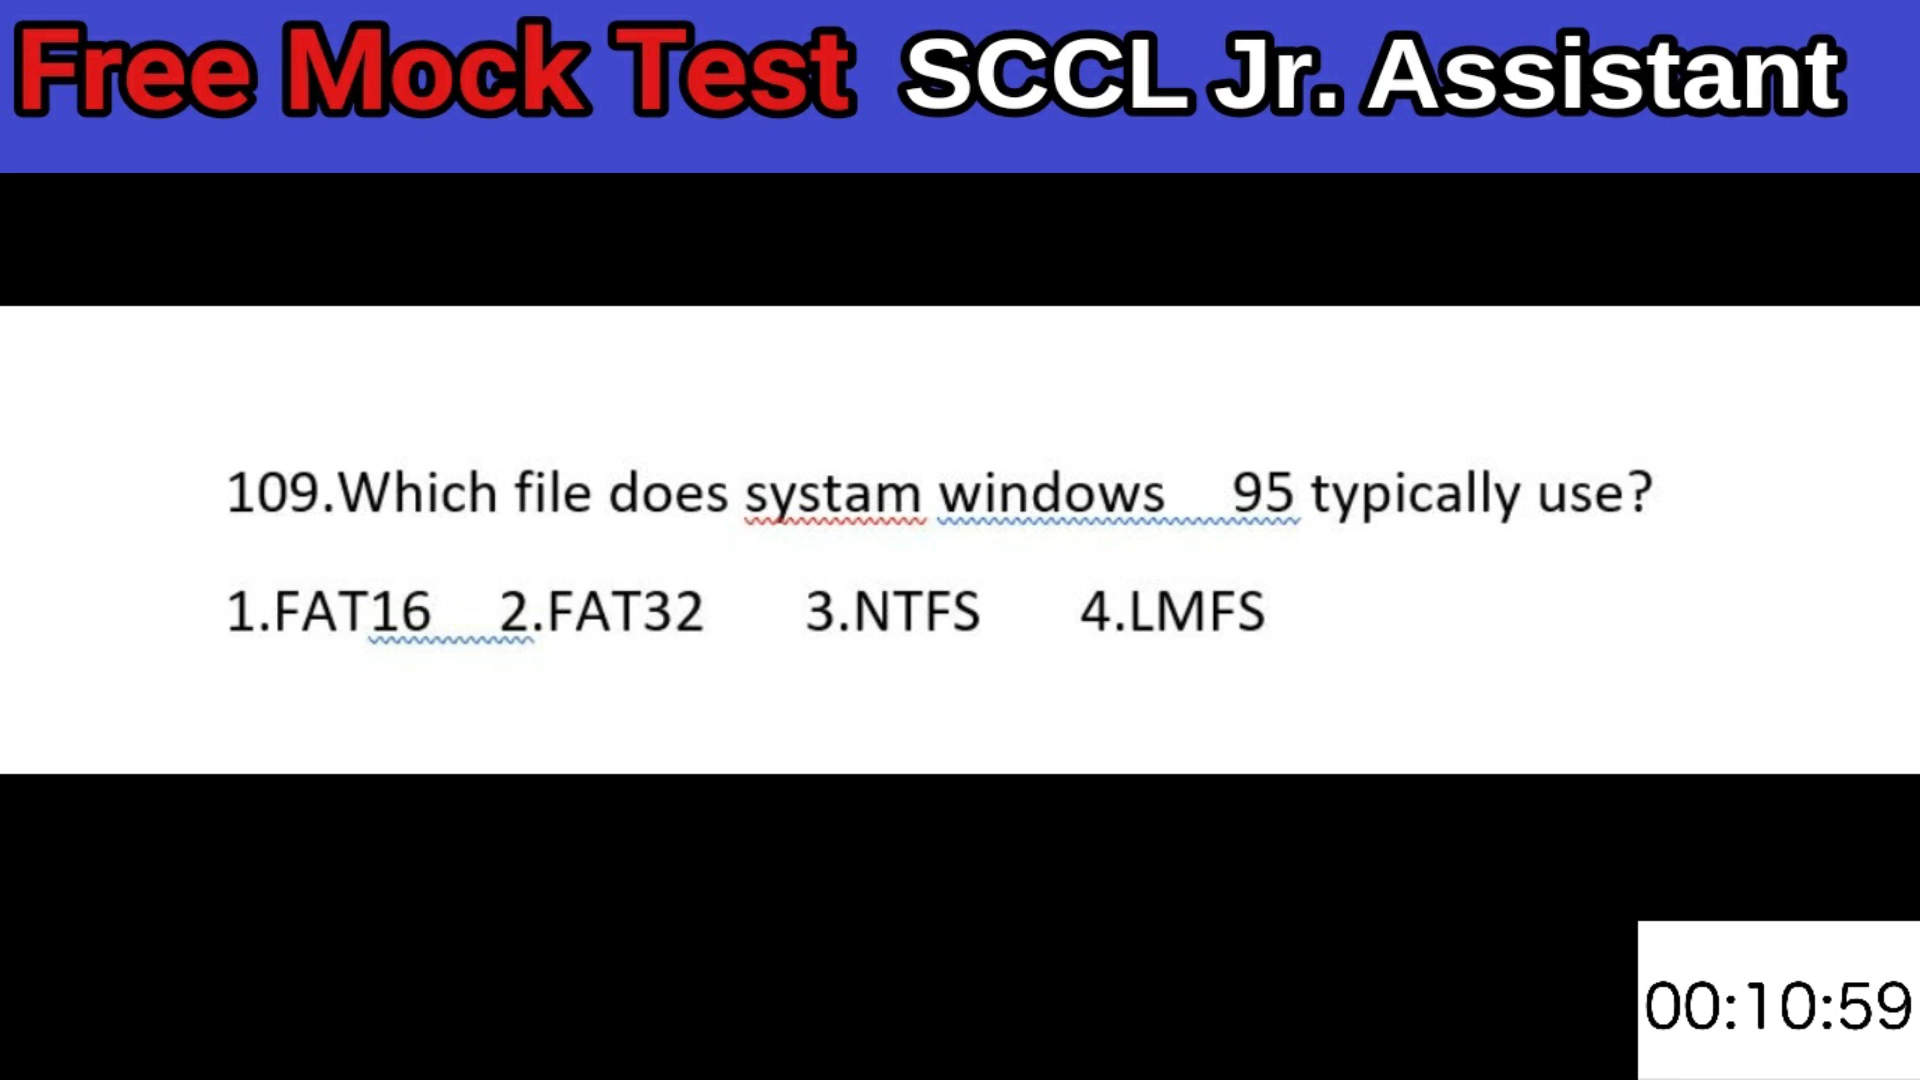 Free Mock Test SCCL Jr. Assistant
109.Which file does systam windows 95 typically use?
1.FAT16 2.FAT32 3.NTFS 4.LMFS
00:10:59